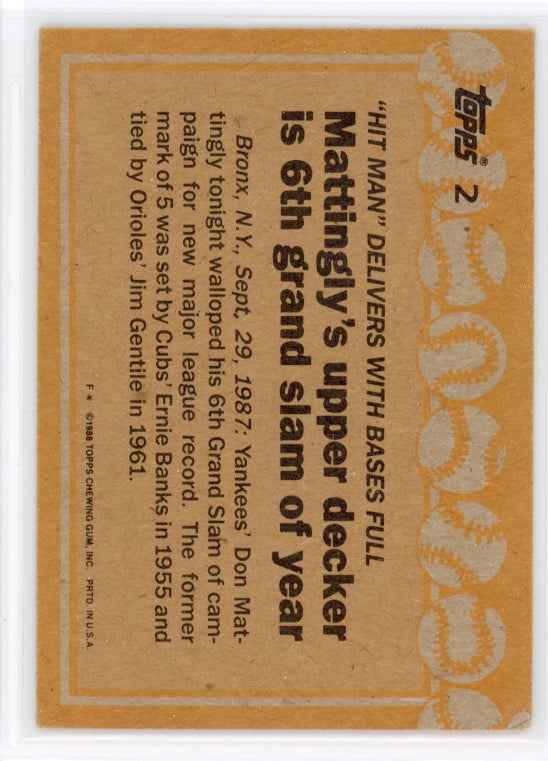 topps® 2
"HIT MAN" DELIVERS WITH BASES FULL
Mattingly's upper decker
is 6th grand slam of year
Bronx, N.Y., Sept, 29, 1987: Yankees' Don Mat-
tingly tonight walloped his 6th Grand Slam of cam-
paign for new major league record. The former
mark of 5 was set by Cubs' Ernie Banks in 1955 and
tied by Orioles' Jim Gentile in 1961.
F * ©1988 TOPPS CHEWING GUM, INC. PRTD. IN U.S.A.